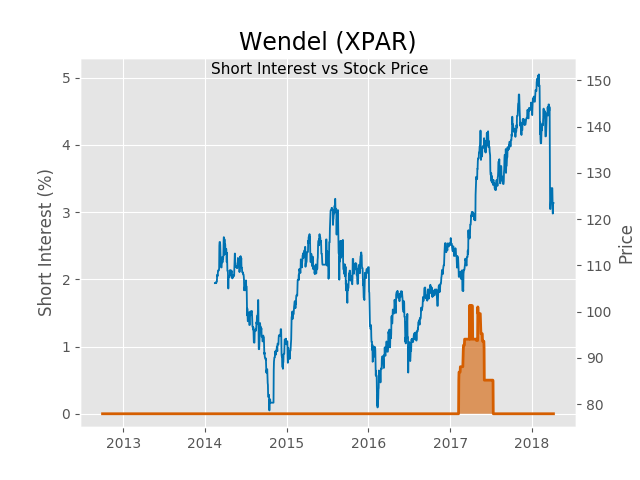 Wendel (XPAR)
Short Interest vs Stock Price
Short Interest (%)
5
4
3
2
1
0
150
140
130
120
110
100
90
80
Price
2013 2014 2015 2016 2017 2018